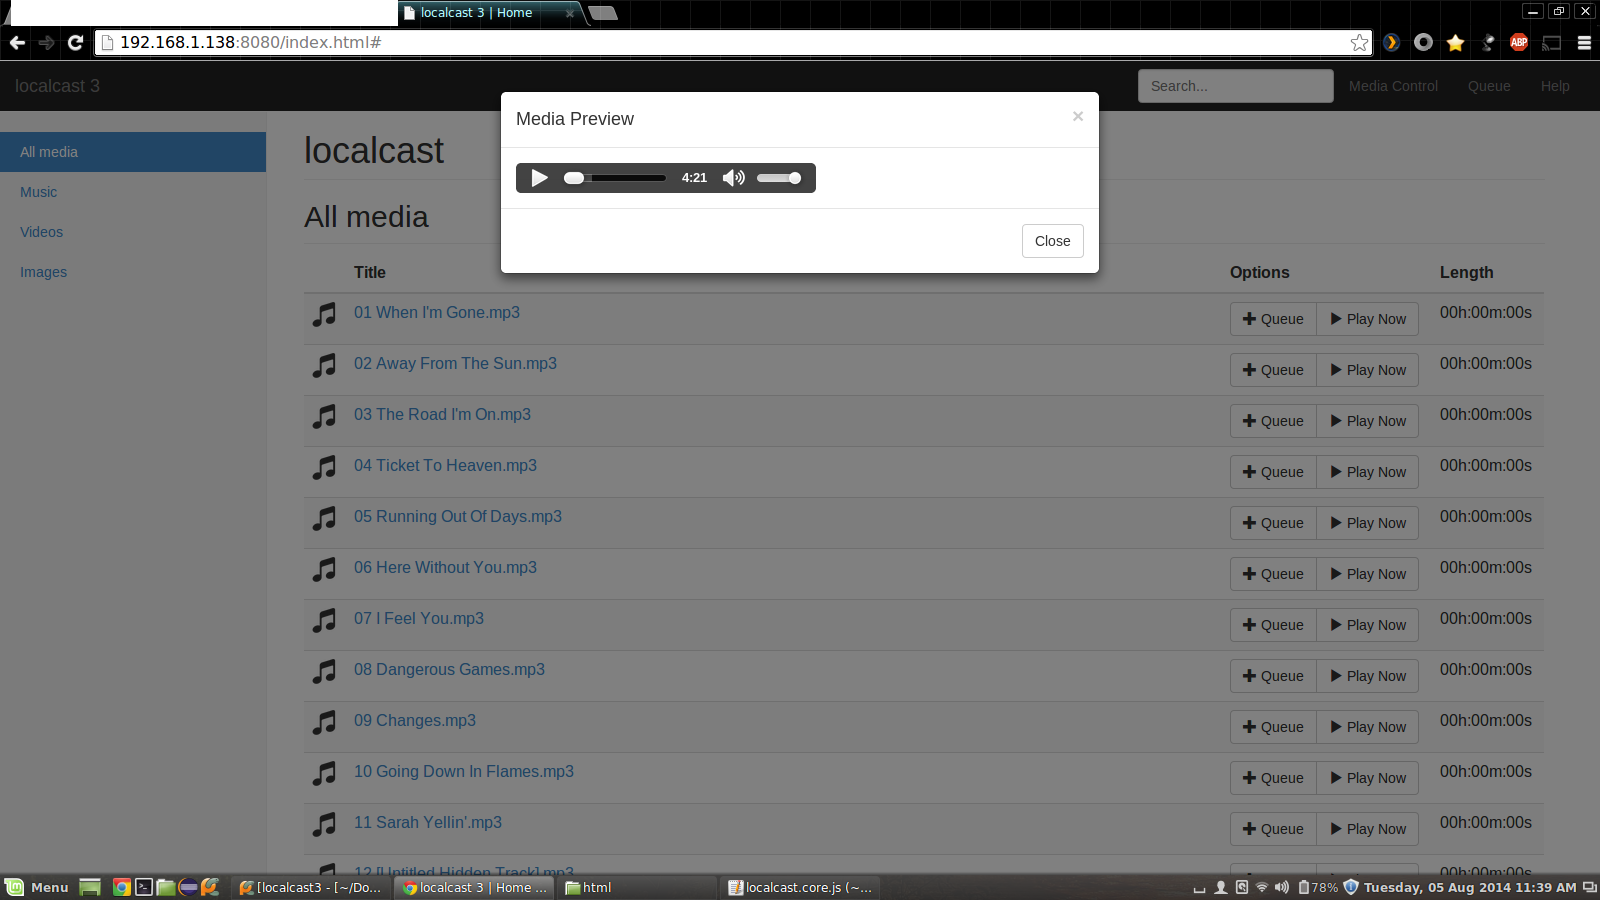 localcast 3 | Home
192.168.1.138:8080/index.html#
ABP
localcast 3
Search...
Media Control
Queue
Help
Media Preview
×
4:21
Close
All media
Music
Videos
Images
localcast
All media
Title Options Length
01 When I'm Gone.mp3 Queue Play Now 00h:00m:00s
02 Away From The Sun.mp3 Queue Play Now 00h:00m:00s
03 The Road I'm On.mp3 Queue Play Now 00h:00m:00s
04 Ticket To Heaven.mp3 Queue Play Now 00h:00m:00s
05 Running Out Of Days.mp3 Queue Play Now 00h:00m:00s
06 Here Without You.mp3 Queue Play Now 00h:00m:00s
07 I Feel You.mp3 Queue Play Now 00h:00m:00s
08 Dangerous Games.mp3 Queue Play Now 00h:00m:00s
09 Changes.mp3 Queue Play Now 00h:00m:00s
10 Going Down In Flames.mp3 Queue Play Now 00h:00m:00s
11 Sarah Yellin'.mp3 Queue Play Now 00h:00m:00s
12 [Untitled Hidden Track].mp3
Menu [localcast3 - [~/Do... localcast 3 | Home ... html localcast.core.js (~... 78% Tuesday, 05 Aug 2014 11:39 AM